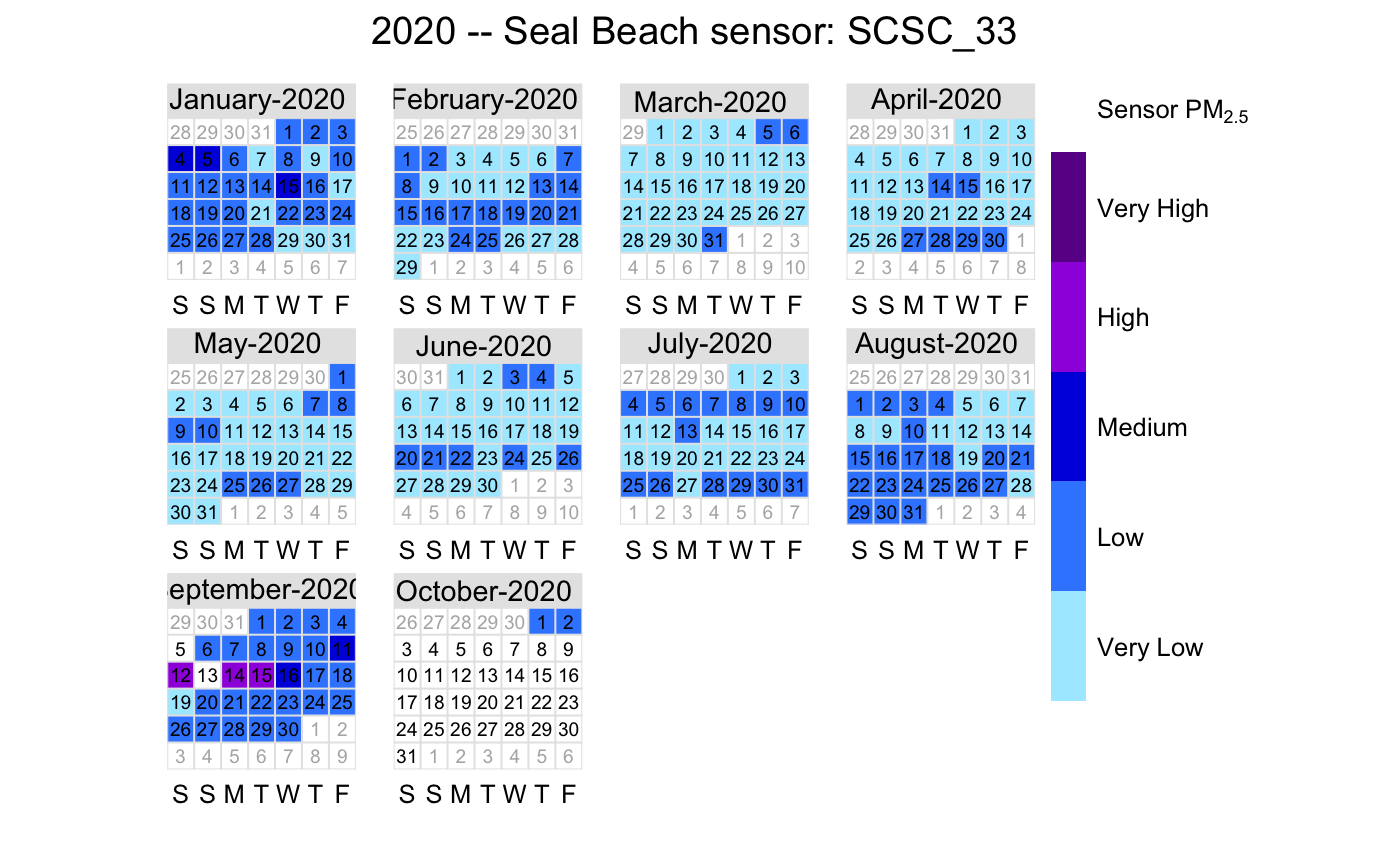 2020 -- Seal Beach sensor: SCSC_33
January-2020 February-2020 March-2020 April-2020
28 29 30 31 1 2 3 25 26 27 28 29 30 31 29 1 2 3 4 5 6 28 29 30 31 1 2 3
4 5 6 7 8 9 10 1 2 3 4 5 6 7 7 8 9 10 11 12 13 4 5 6 7 8 9 10
11 12 13 14 15 16 17 8 9 10 11 12 13 14 14 15 16 17 18 19 20 11 12 13 14 15 16 17
18 19 20 21 22 23 24 15 16 17 18 19 20 21 21 22 23 24 25 26 27 18 19 20 21 22 23 24
25 26 27 28 29 30 31 22 23 24 25 26 27 28 28 29 30 31 1 2 3 25 26 27 28 29 30 1
1 2 3 4 5 6 7 29 1 2 3 4 5 6 4 5 6 7 8 9 10 2 3 4 5 6 7 8
S S M T W T F S S M T W T F S S M T W T F S S M T W T F
May-2020 June-2020 July-2020 August-2020
25 26 27 28 29 30 1 30 31 1 2 3 4 5 27 28 29 30 1 2 3 25 26 27 28 29 30 31
2 3 4 5 6 7 8 6 7 8 9 10 11 12 4 5 6 7 8 9 10 1 2 3 4 5 6 7
9 10 11 12 13 14 15 13 14 15 16 17 18 19 11 12 13 14 15 16 17 8 9 10 11 12 13 14
16 17 18 19 20 21 22 20 21 22 23 24 25 26 18 19 20 21 22 23 24 15 16 17 18 19 20 21
23 24 25 26 27 28 29 27 28 29 30 1 2 3 25 26 27 28 29 30 31 22 23 24 25 26 27 28
30 31 1 2 3 4 5 4 5 6 7 8 9 10 1 2 3 4 5 6 7 29 30 31 1 2 3 4
S S M T W T F S S M T W T F S S M T W T F S S M T W T F
eptember-2020 October-2020
29 30 31 1 2 3 4 26 27 28 29 30 1 2
5 6 7 8 9 10 11 3 4 5 6 7 8 9
12 13 14 15 16 17 18 10 11 12 13 14 15 16
19 20 21 22 23 24 25 17 18 19 20 21 22 23
26 27 28 29 30 1 2 24 25 26 27 28 29 30
3 4 5 6 7 8 9 31 1 2 3 4 5 6
S S M T W T F S S M T W T F
Sensor PM2.5
Very High
High
Medium
Low
Very Low